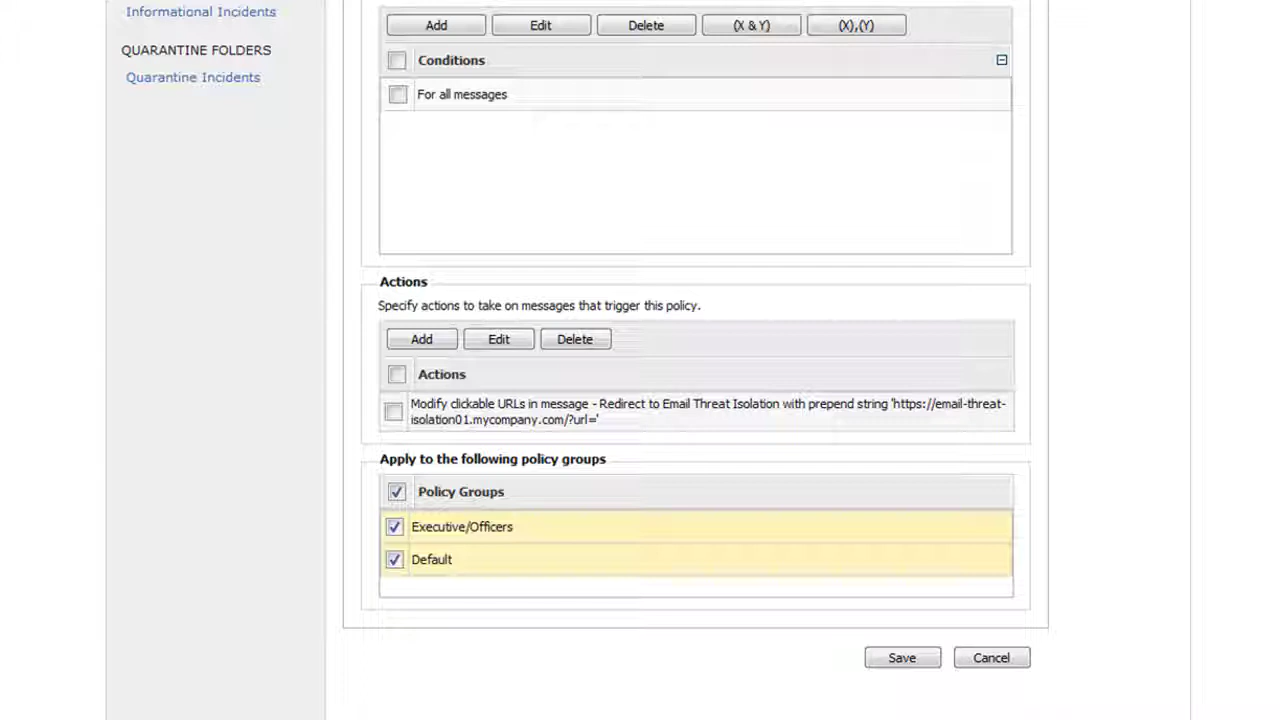 Informational Incidents
QUARANTINE FOLDERS
Quarantine Incidents
Add Edit Delete (X & Y) (X),(Y)
Conditions
For all messages
Actions
Specify actions to take on messages that trigger this policy.
Add Edit Delete
Actions
Modify clickable URLs in message - Redirect to Email Threat Isolation with prepend string 'https://email-threat-
isolation01.mycompany.com/?url='
Apply to the following policy groups
Policy Groups
Executive/Officers
Default
Save Cancel